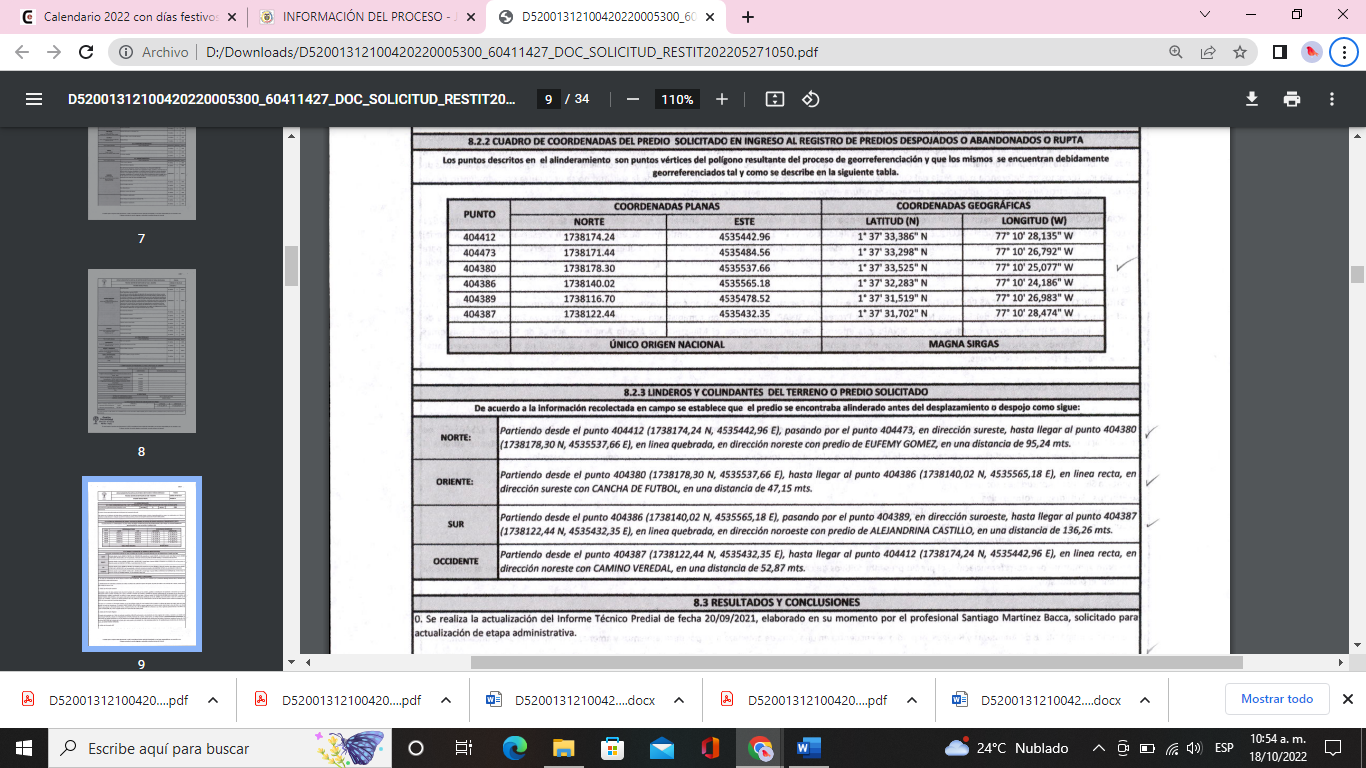 Calendario 2022 con días festivos
INFORMACIÓN DEL PROCESO - J
D52001312100420220005300_60
Archivo D:/Downloads/D52001312100420220005300_60411427_DOC_SOLICITUD_RESTIT202205271050.pdf
D52001312100420220005300_60411427_DOC_SOLICITUD_RESTIT20... 9 / 34 110%
7
8
9
8.2.2 CUADRO DE COORDENADAS DEL PREDIO SOLICITADO EN INGRESO AL REGISTRO DE PREDIOS DESPOJADOS O ABANDONADOS O RUPTA
Los puntos descritos en el alinderamiento son puntos vértices del polígono resultante del proceso de georreferenciación y que los mismos se encuentran debidamente
georreferenciados tal y como se describe en la siguiente tabla.
PUNTO COORDENADAS PLANAS COORDENADAS GEOGRÁFICAS
NORTE ESTE LATITUD (N) LONGITUD (W)
404412 1738174.24 4535442.96 1° 37' 33,386" N 77° 10' 28,135" W
404473 1738171.44 4535484.56 1° 37' 33,298" N 77° 10' 26,792" W
404380 1738178.30 4535537.66 1° 37' 33,525" N 77° 10' 25,077" W
404386 1738140.02 4535565.18 1° 37' 32,283" N 77° 10' 24,186" W
404389 1738116.70 4535478.52 1° 37' 31,519" N 77° 10' 26,983" W
404387 1738122.44 4535432.35 1° 37' 31,702" N 77° 10' 28,474" W
ÚNICO ORIGEN NACIONAL MAGNA SIRGAS
8.2.3 LINDEROS Y COLINDANTES DEL TERRENO O PREDIO SOLICITADO
De acuerdo a la información recolectada en campo se establece que el predio se encontraba alinderado antes del desplazamiento o despojo como sigue:
NORTE: Partiendo desde el punto 404412 (1738174,24 N, 4535442,96 E), pasando por el punto 404473, en dirección sureste, hasta llegar al punto 404380
(1738178,30 N, 4535537,66 E), en linea quebrada, en dirección noreste con predio de EUFEMY GOMEZ, en una distancia de 95,24 mts.
ORIENTE: Partiendo desde el punto 404380 (1738178,30 N, 4535537,66 E), hasta llegar al punto 404386 (1738140,02 N, 4535565,18 E), en linea recta, en
dirección sureste con CANCHA DE FUTBOL, en una distancia de 47,15 mts.
SUR Partiendo desde el punto 404386 (1738140,02 N, 4535565,18 E), pasando por el punto 404389, en dirección suroeste, hasta llegar al punto 404387
(1738122,44 N, 4535432,35 E), en linea quebrada, en dirección noroeste con predio de ALEJANDRINA CASTILLO, en una distancia de 136,26 mts.
OCCIDENTE Partiendo desde el punto 404387 (1738122,44 N, 4535432,35 E), hasta llegar al punto 404412 (1738174,24 N, 4535442,96 E), en linea recta, en
dirección noreste con CAMINO VEREDAL, en una distancia de 52,87 mts.
8.3 RESULTADOS Y CONCLUSIONES
0. Se realiza la actualización del Informe Técnico Predial de fecha 20/09/2021, elaborado en su momento por el profesional Santiago Martinez Bacca, solicitado para
actualización de etapa administrativa.
D52001312100420....pdf
D52001312100420....pdf
D5200131210042....docx
D52001312100420....pdf
D5200131210042....docx
Mostrar todo
Escribe aquí para buscar
24°C Nublado
ESP
10:54 a. m.
18/10/2022